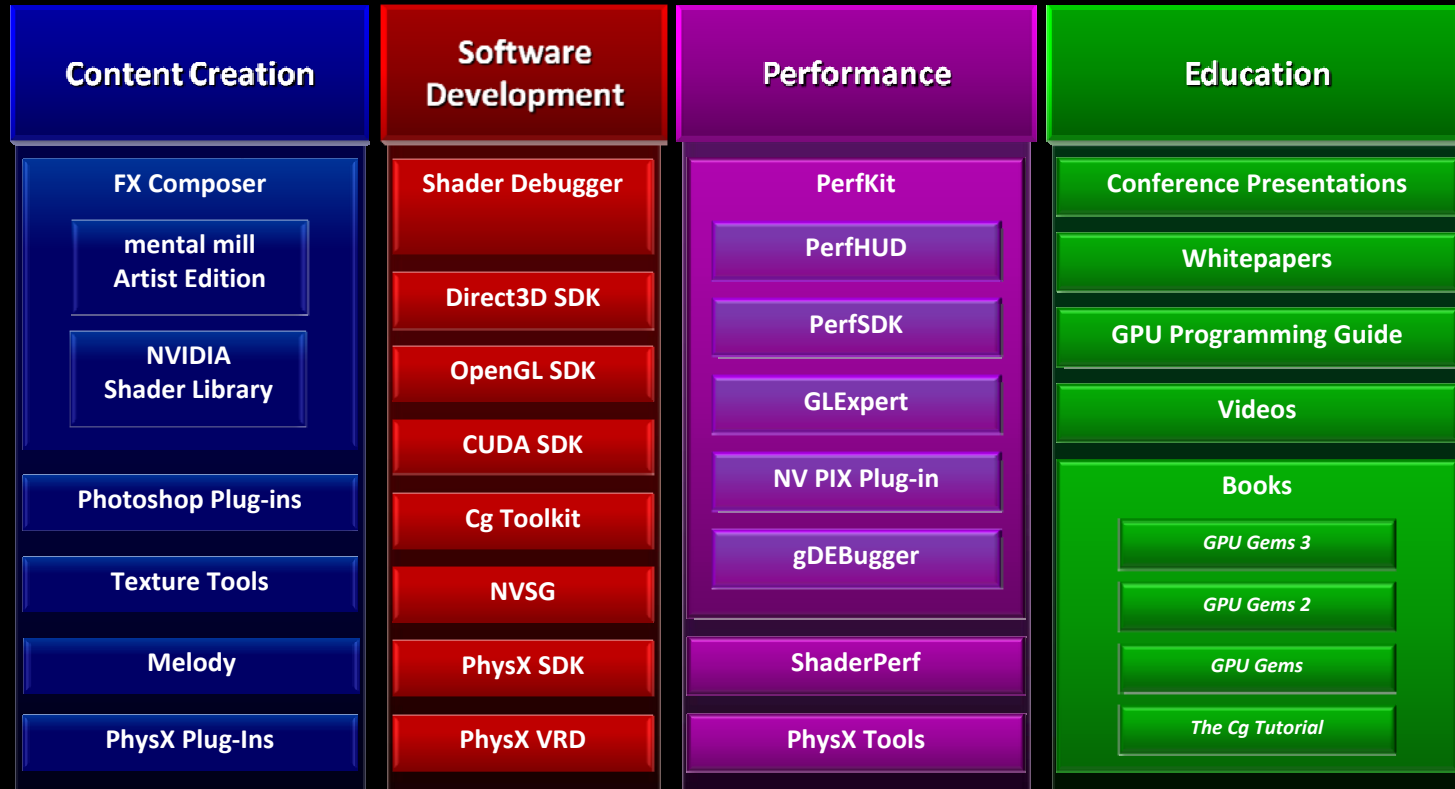 Content Creation
FX Composer
mental mill
Artist Edition
NVIDIA
Shader Library
Photoshop Plug-ins
Texture Tools
Melody
PhysX Plug-Ins
Software
Development
Shader Debugger
Direct3D SDK
OpenGL SDK
CUDA SDK
Cg Toolkit
NVSG
PhysX SDK
PhysX VRD
Performance
PerfKit
PerfHUD
PerfSDK
GLExpert
NV PIX Plug-in
gDEBugger
ShaderPerf
PhysX Tools
Education
Conference Presentations
Whitepapers
GPU Programming Guide
Videos
Books
GPU Gems 3
GPU Gems 2
GPU Gems
The Cg Tutorial